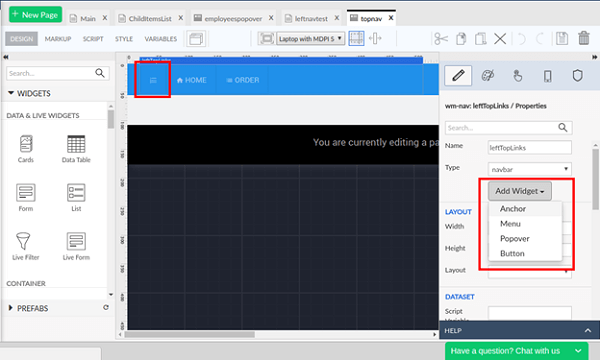 New Page
Main
ChildItemsList
employeespopover
leftnavtest
topnav
DESIGN
MARKUP
SCRIPT
STYLE
VARIABLES
Laptop with MDPI S
Search...
WIDGETS
DATA & LIVE WIDGETS
Cards
Data Table
Form
List
Live Filter
Live Form
CONTAINER
PREFABS
leftTopLinks
HOME
ORDER
You are currently editing a pa
wm-nav: leftTopLinks / Properties
Search...
Name
leftTopLinks
Type
navbar
Add Widget
Anchor
Menu
Popover
Button
LAYOUT
Width
Height
Layout
DATASET
Script
Variable
HELP
Have a question? Chat with us